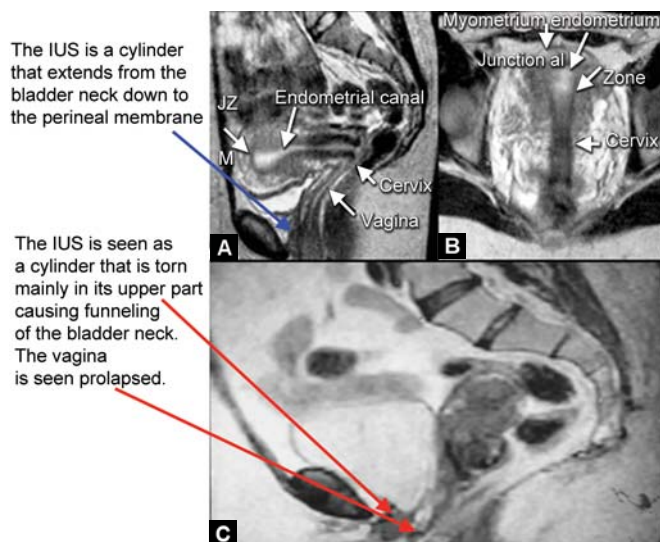 The IUS is a cylinder
that extends from the
bladder neck down to
the perineal membrane
JZ
Endometrial canal
M
Cervix
Vagina
A
Myometrium endometrium
Junction al
Zone
Cervix
B
The IUS is seen as
a cylinder that is torn
mainly in its upper part
causing funneling
of the bladder neck.
The vagina
is seen prolapsed.
C